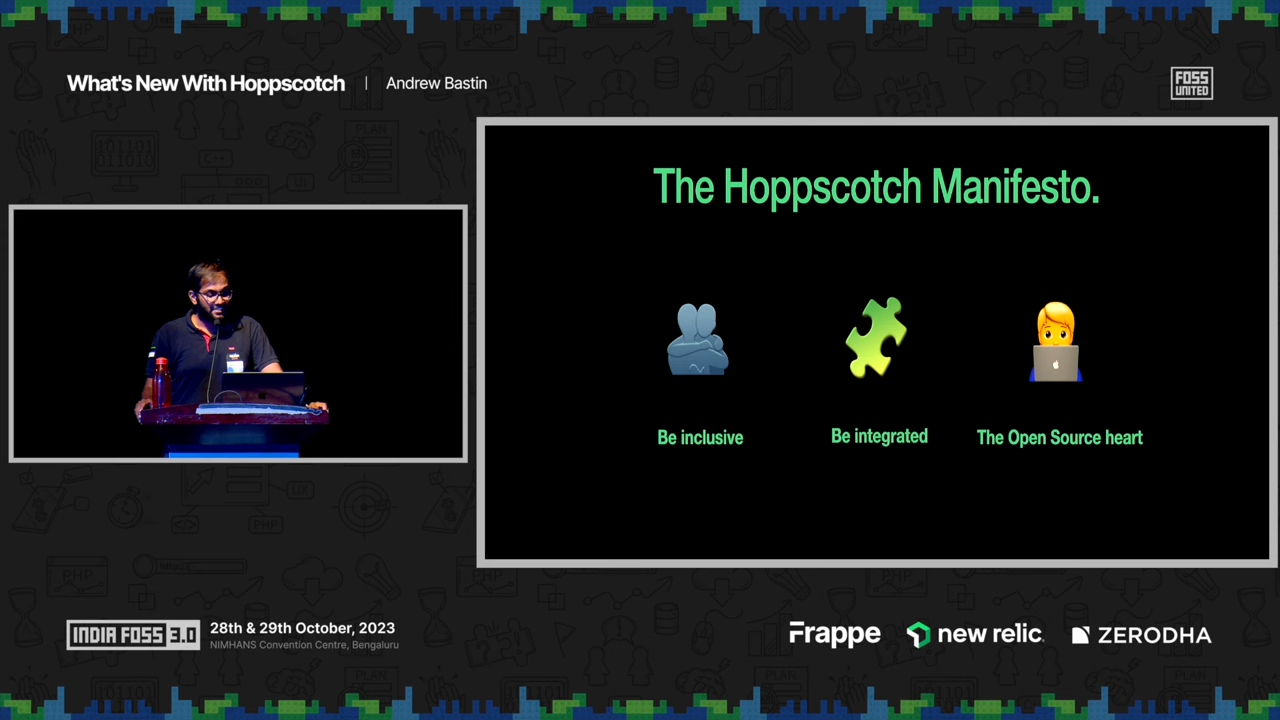 What's New With Hoppscotch | Andrew Bastin
FOSS
UNITED
The Hoppscotch Manifesto.
Be inclusive
Be integrated
The Open Source heart
INDIA FOSS 3.0
28th & 29th October, 2023
NIMHANS Convention Centre, Bengaluru
Frappe
new relic
ZERODHA